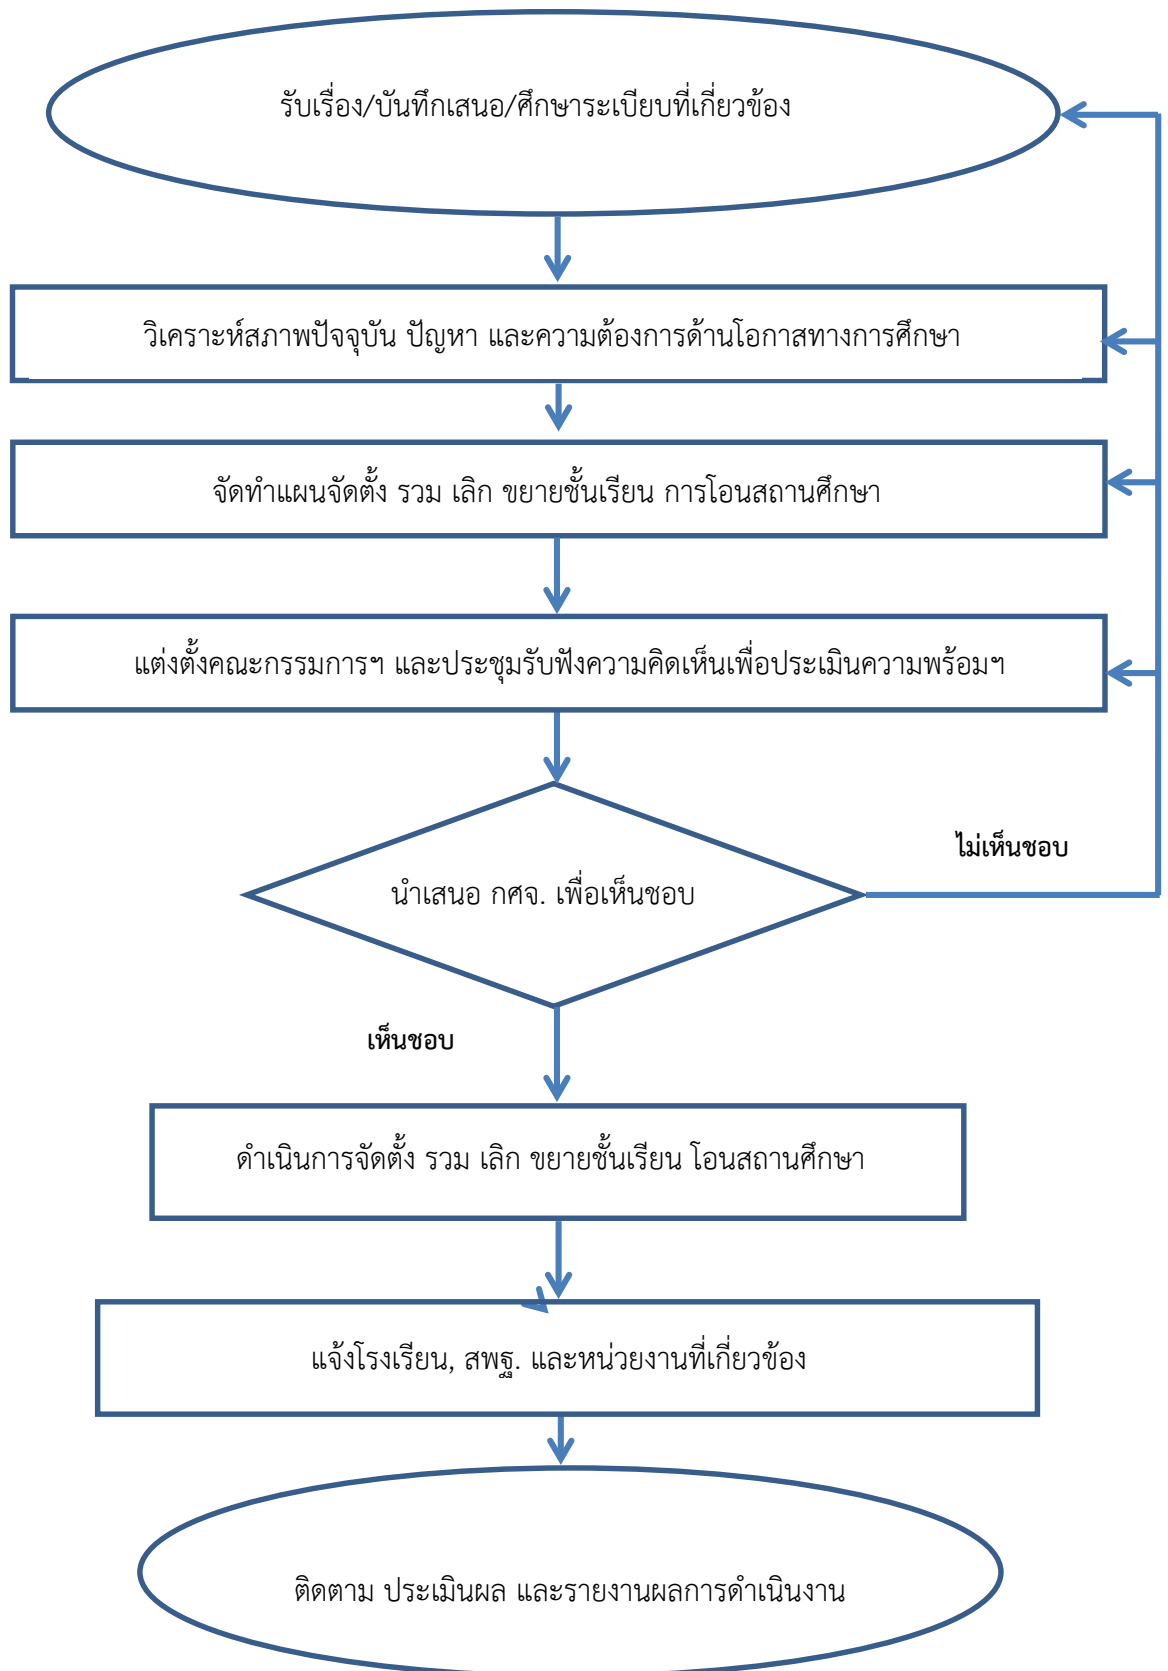 รับเรื่อง/บันทึกเสนอ/ศึกษาระเบียบที่เกี่ยวข้อง
วิเคราะห์สภาพปัจจุบัน ปัญหา และความต้องการด้านโอกาสทางการศึกษา
จัดทำแผนจัดตั้ง รวม เลิก ขยายชั้นเรียน การโอนสถานศึกษา
แต่งตั้งคณะกรรมการฯ และประชุมรับฟังความคิดเห็นเพื่อประเมินความพร้อมฯ
ไม่เห็นชอบ
นำเสนอ กศจ. เพื่อเห็นชอบ
เห็นชอบ
ดำเนินการจัดตั้ง รวม เลิก ขยายชั้นเรียน โอนสถานศึกษา
แจ้งโรงเรียน, สพฐ. และหน่วยงานที่เกี่ยวข้อง
ติดตาม ประเมินผล และรายงานผลการดำเนินงาน